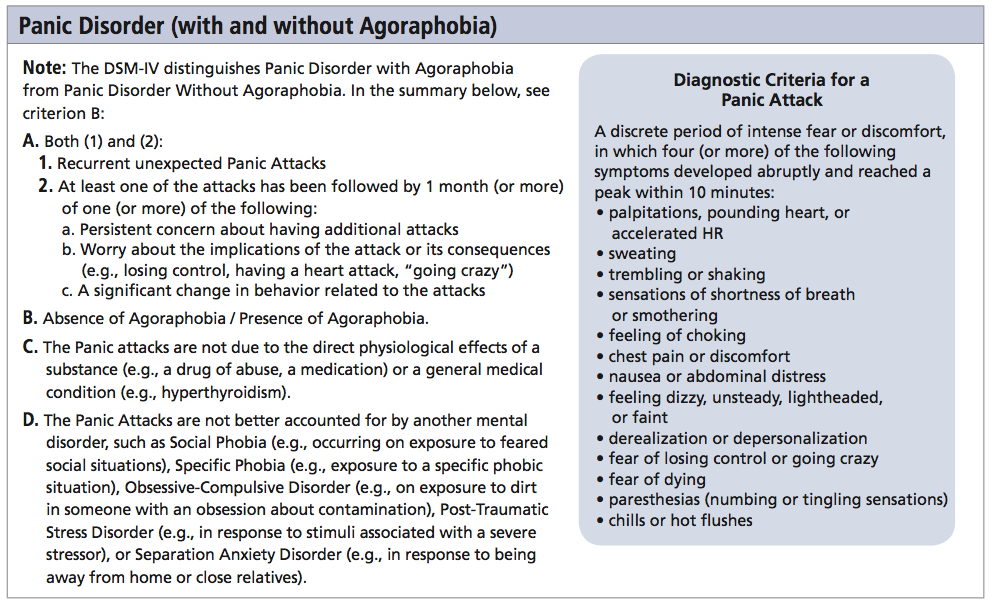 Panic Disorder (with and without Agoraphobia)
Note: The DSM-IV distinguishes Panic Disorder with Agoraphobia
from Panic Disorder Without Agoraphobia. In the summary below, see
criterion B:
A. Both (1) and (2):
1. Recurrent unexpected Panic Attacks
2. At least one of the attacks has been followed by 1 month (or more)
of one (or more) of the following:
a. Persistent concern about having additional attacks
b. Worry about the implications of the attack or its consequences
(e.g., losing control, having a heart attack, “going crazy”)
c. A significant change in behavior related to the attacks
B. Absence of Agoraphobia / Presence of Agoraphobia.
C. The Panic attacks are not due to the direct physiological effects of a
substance (e.g., a drug of abuse, a medication) or a general medical
condition (e.g., hyperthyroidism).
D. The Panic Attacks are not better accounted for by another mental
disorder, such as Social Phobia (e.g., occurring on exposure to feared
social situations), Specific Phobia (e.g., exposure to a specific phobic
situation), Obsessive-Compulsive Disorder (e.g., on exposure to dirt
in someone with an obsession about contamination), Post-Traumatic
Stress Disorder (e.g., in response to stimuli associated with a severe
stressor), or Separation Anxiety Disorder (e.g., in response to being
away from home or close relatives).
Diagnostic Criteria for a
Panic Attack
A discrete period of intense fear or discomfort,
in which four (or more) of the following
symptoms developed abruptly and reached a
peak within 10 minutes:
• palpitations, pounding heart, or
accelerated HR
• sweating
• trembling or shaking
• sensations of shortness of breath
or smothering
• feeling of choking
• chest pain or discomfort
• nausea or abdominal distress
• feeling dizzy, unsteady, lightheaded,
or faint
• derealization or depersonalization
• fear of losing control or going crazy
• fear of dying
• paresthesias (numbing or tingling sensations)
• chills or hot flushes